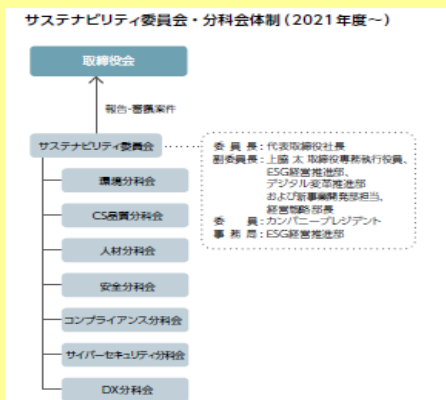 サステナビリティ委員会・分科会体制（2021年度～）
取締役会
報告・審議案件
サステナビリティ委員会
委員長：代表取締役社長
副委員長：上脇 太 取締役専務執行役員、
ESG経営推進部、
デジタル変革推進部
および新事業開発部担当、
経営戦略部長
委員：カンパニープレジデント
事務局：ESG経営推進部
環境分科会
CS品質分科会
人材分科会
安全分科会
コンプライアンス分科会
サイバーセキュリティ分科会
DX分科会